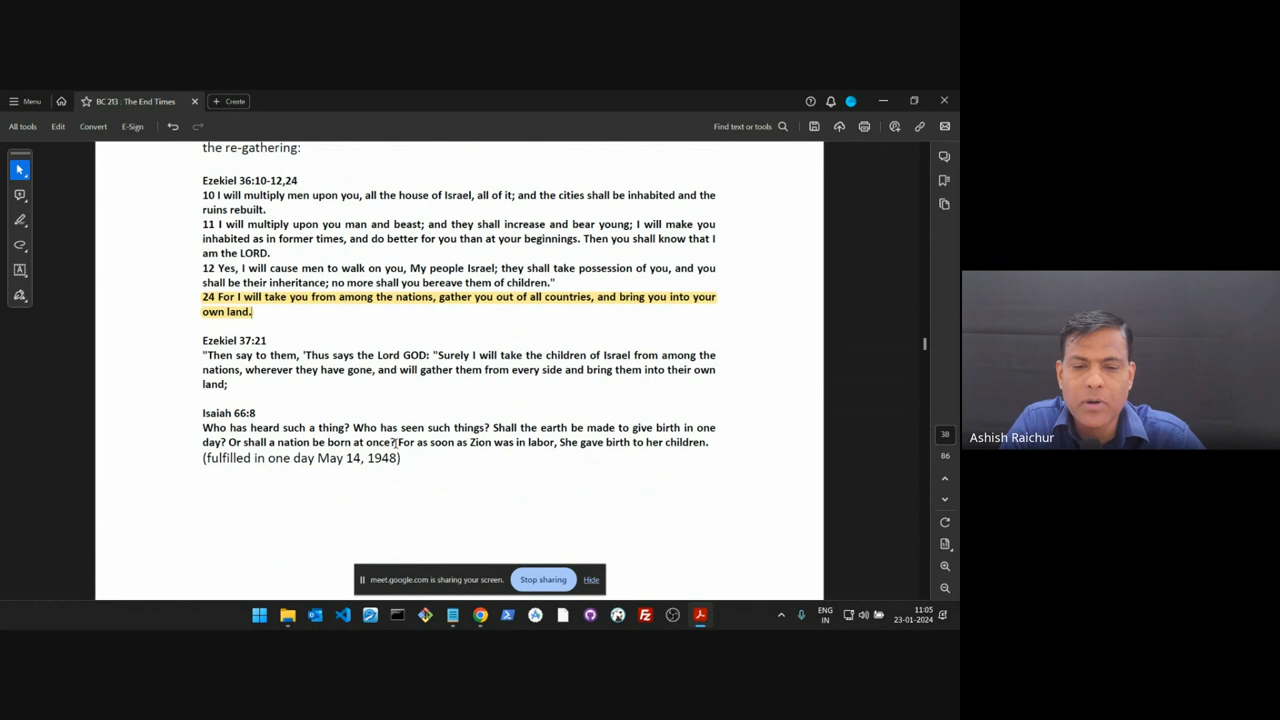 Menu
BC 213 : The End Times
Create
All tools
Edit
Convert
E-Sign
Find text or tools
the re-gathering:
Ezekiel 36:10-12,24
10 I will multiply men upon you, all the house of Israel, all of it; and the cities shall be inhabited and the
ruins rebuilt.
11 I will multiply upon you man and beast; and they shall increase and bear young; I will make you
inhabited as in former times, and do better for you than at your beginnings. Then you shall know that I
am the LORD.
12 Yes, I will cause men to walk on you, My people Israel; they shall take possession of you, and you
shall be their inheritance; no more shall you bereave them of children."
24 For I will take you from among the nations, gather you out of all countries, and bring you into your
own land.
Ezekiel 37:21
"Then say to them, 'Thus says the Lord GOD: "Surely I will take the children of Israel from among the
nations, wherever they have gone, and will gather them from every side and bring them into their own
land;
Isaiah 66:8
Who has heard such a thing? Who has seen such things? Shall the earth be made to give birth in one
day? Or shall a nation be born at once? For as soon as Zion was in labor, She gave birth to her children.
(fulfilled in one day May 14, 1948)
38
86
Ashish Raichur
meet.google.com is sharing your screen.
Stop sharing
Hide
ENG
IN
11:05
23-01-2024